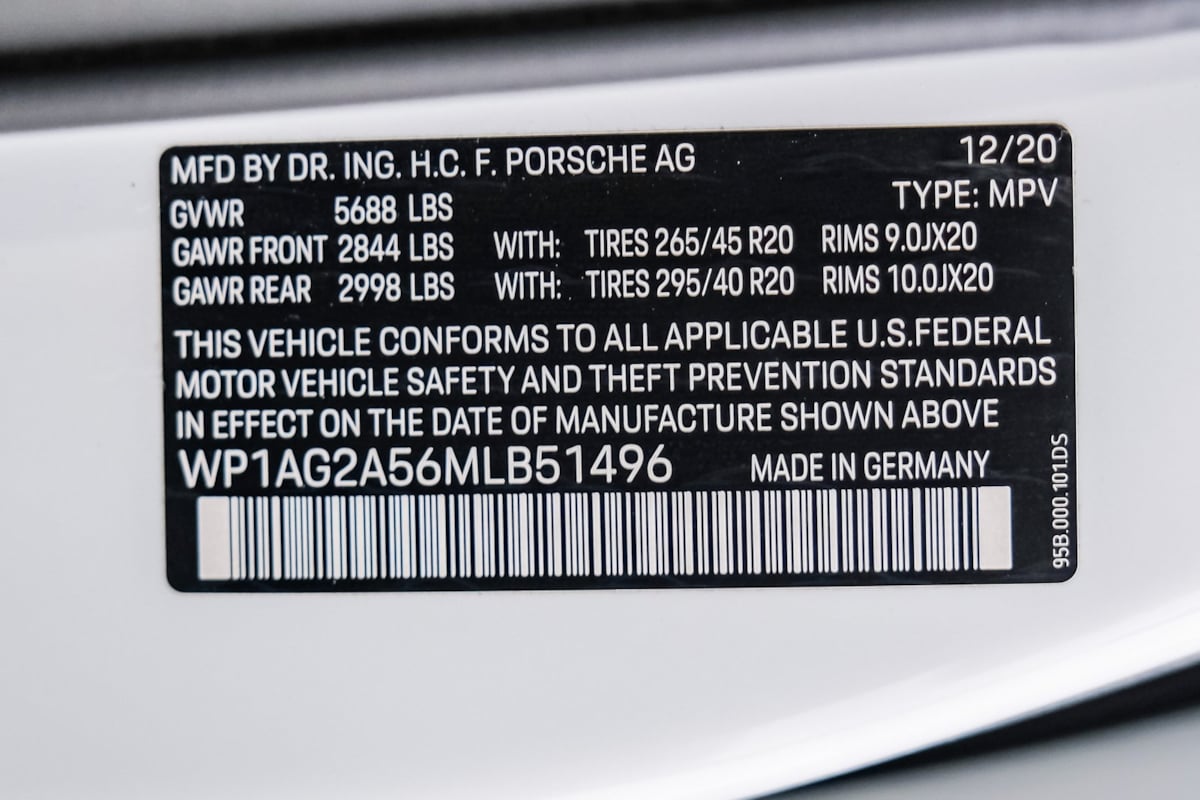 MFD BY DR. ING. H.C. F. PORSCHE AG 12/20
TYPE: MPV
GVWR 5688 LBS
GAWR FRONT 2844 LBS WITH: TIRES 265/45 R20 RIMS 9.0JX20
GAWR REAR 2998 LBS WITH: TIRES 295/40 R20 RIMS 10.0JX20
THIS VEHICLE CONFORMS TO ALL APPLICABLE U.S.FEDERAL
MOTOR VEHICLE SAFETY AND THEFT PREVENTION STANDARDS
IN EFFECT ON THE DATE OF MANUFACTURE SHOWN ABOVE
WP1AG2A56MLB51496 MADE IN GERMANY
95B.000.101.DS